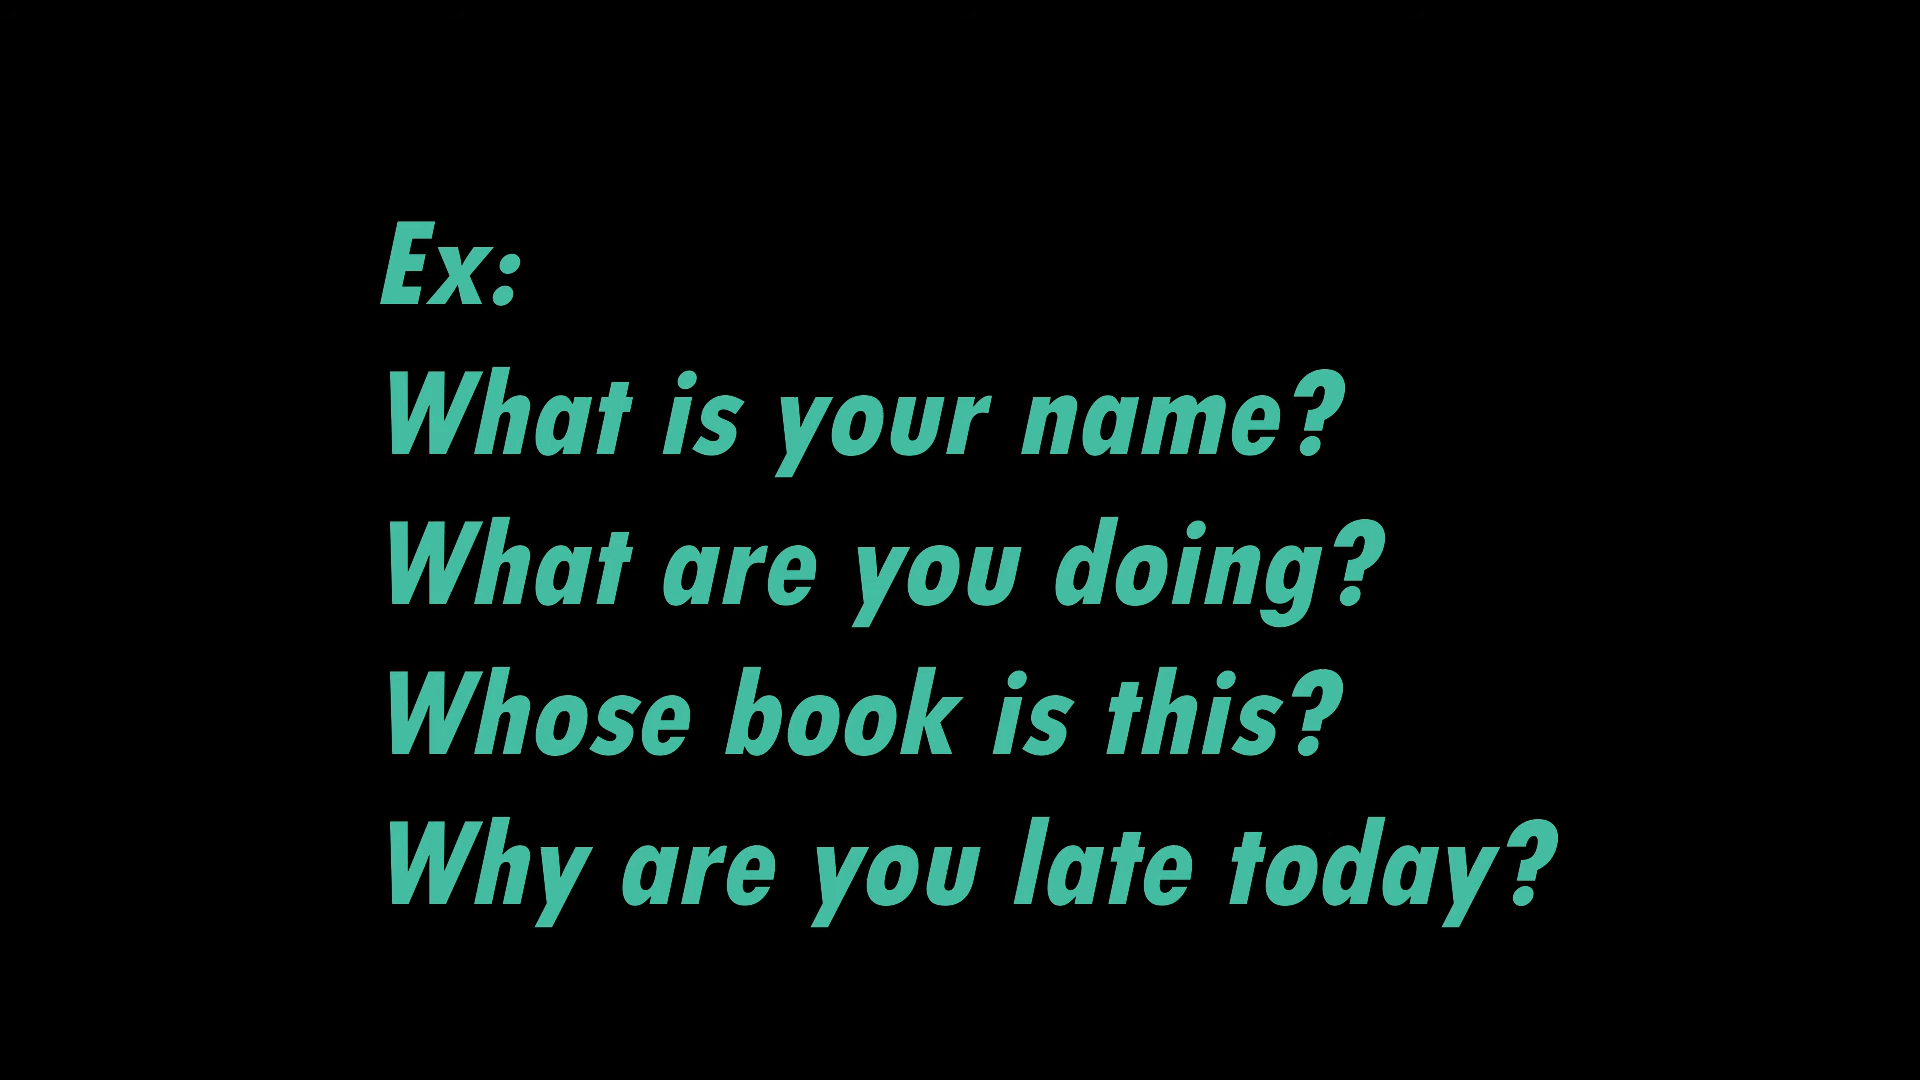 Ex:
What is your name?
What are you doing?
Whose book is this?
Why are you late today?